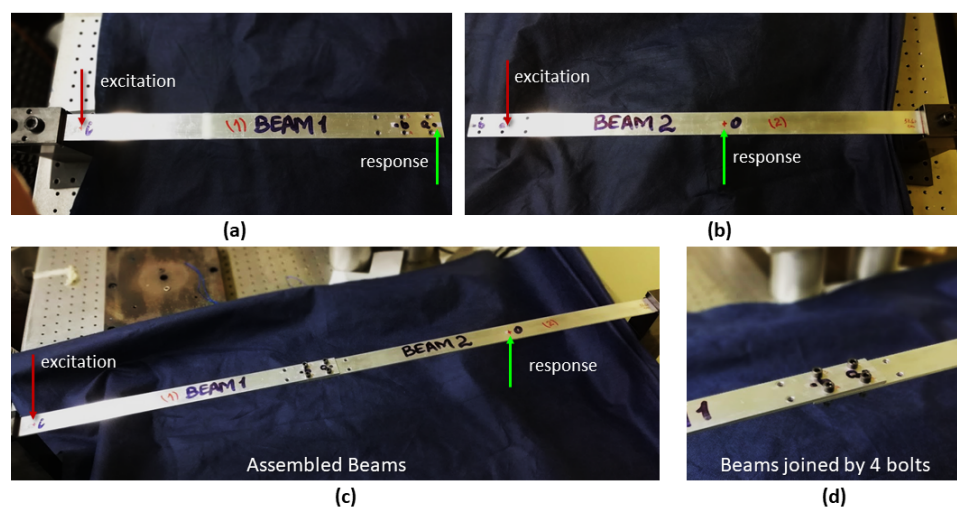 excitation
(1) BEAM 1
response
(a)
excitation
BEAM 2 (2)
response
(b)
excitation
(1) BEAM 1
BEAM 2 (2)
response
Assembled Beams
(c)
1
Beams joined by 4 bolts
(d)